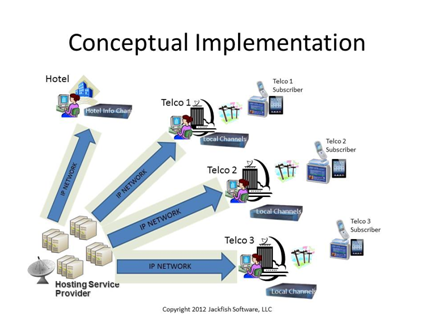 Conceptual Implementation
Hotel
Hotel Info Chan
IP NETWORK
Telco 1
Local Channels
Telco 1
Subscriber
IP NETWORK
Telco 2
Local Channels
Telco 2
Subscriber
IP NETWORK
Telco 3
Local Channels
Telco 3
Subscriber
IP NETWORK
Hosting Service
Provider
Copyright 2012 Jackfish Software, LLC